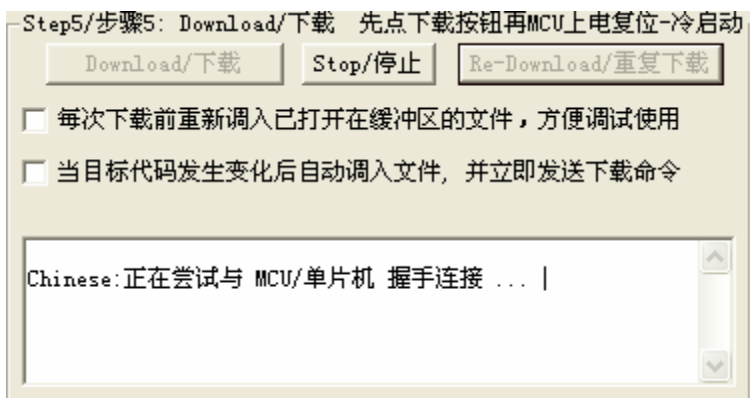 Step5/步骤5: Download/下载 先点下载按钮再MCU上电复位-冷启动
Download/下载 Stop/停止 Re-Download/重复下载
每次下载前重新调入已打开在缓冲区的文件，方便调试使用
当目标代码发生变化后自动调入文件, 并立即发送下载命令
Chinese:正在尝试与 MCU/单片机 握手连接 ...